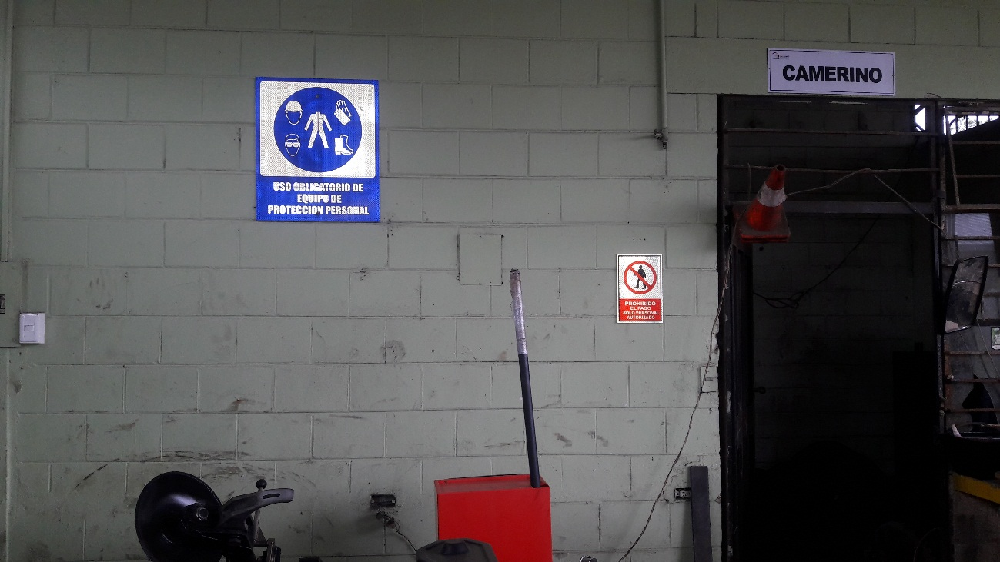 USO OBLIGATORIO DE
EQUIPO DE
PROTECCION PERSONAL
CAMERINO
PROHIBIDO
EL PASO
SOLO PERSONAL
AUTORIZADO